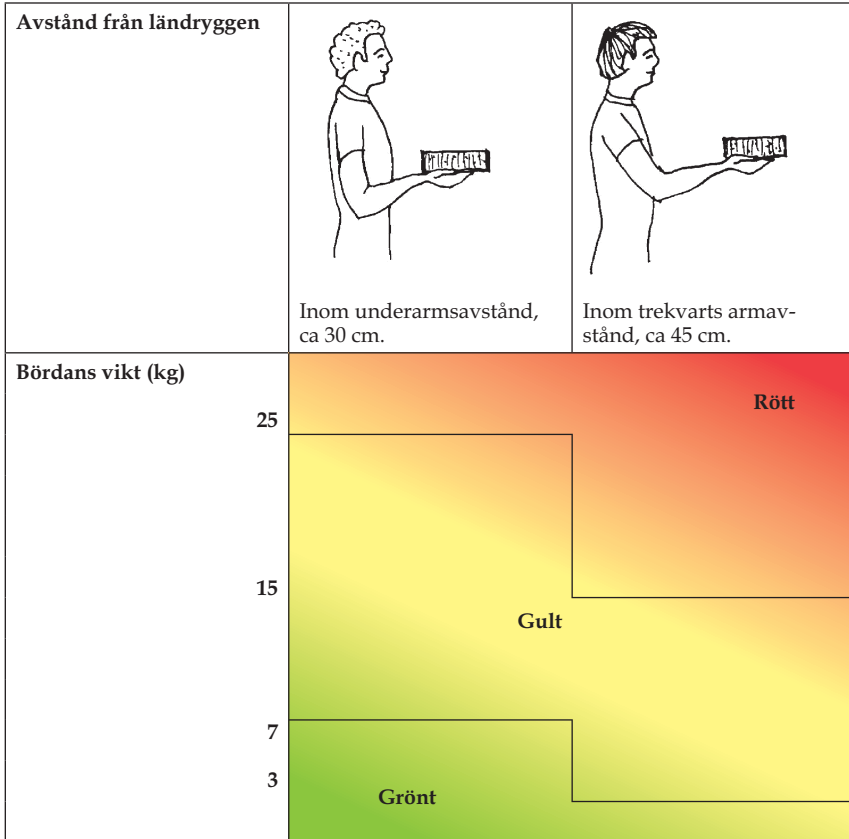 Avstånd från ländryggen
Inom underarmsavstånd,
ca 30 cm.
Inom trekvarts armav-
stånd, ca 45 cm.
Bördans vikt (kg)
Rött
25
15
Gult
7
3
Grönt